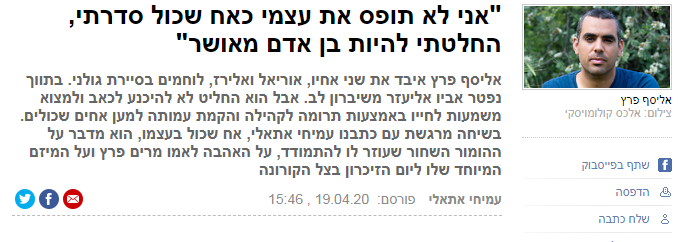 "אני לא תופס את עצמי כאח שכול סדרתי,
החלטתי להיות בן אדם מאושר"
אליסף פרץ איבד את שני אחיו, אוריאל ואלירז, לוחמים בסיירת גולני. בתווך
נפטר אביו אליעזר משיברון לב. אבל הוא החליט לא להיכנע לכאב ולמצוא
משמעות לחייו באמצעות תרומה לקהילה והקמת עמותה למען אחים שכולים.
בשיחה מרגשת עם כתבנו עמיחי אתאלי, אח שכול בעצמו, הוא מדבר על
ההומור השחור שעוזר לו להתמודד, על האהבה לאמו מרים פרץ ועל המיזם
המיוחד שלו ליום הזיכרון בצל הקורונה
עמיחי אתאלי פורסם: 19.04.20 , 15:46
אליסף פרץ
צילום: אלכס קולומויסקי
שתף בפייסבוק
הדפסה
שלח כתבה